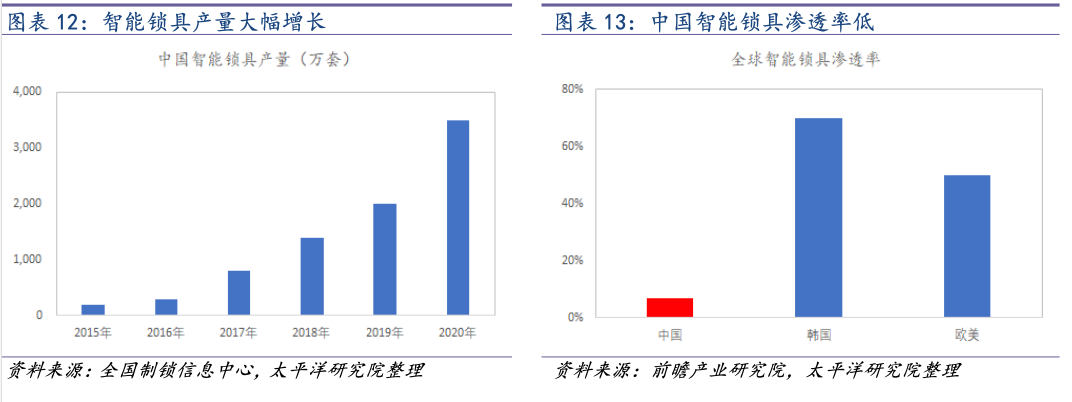 图表 12：智能锁具产量大幅增长
中国智能锁具产量（万套）
4,000
3,000
2,000
1,000
0
2015年 2016年 2017年 2018年 2019年 2020年
资料来源：全国制锁信息中心，太平洋研究院整理
图表 13：中国智能锁具渗透率低
全球智能锁具渗透率
80%
60%
40%
20%
0%
中国 韩国 欧美
资料来源：前瞻产业研究院，太平洋研究院整理